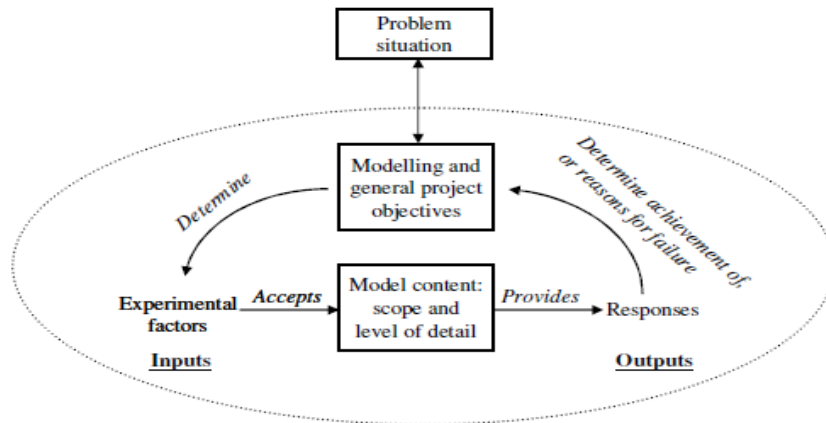 Problem
situation
Modelling and
general project
objectives
Determine
Determine achievement of,
or reasons for failure
Experimental
factors
Accepts
Model content:
scope and
level of detail
Provides
Responses
Inputs
Outputs